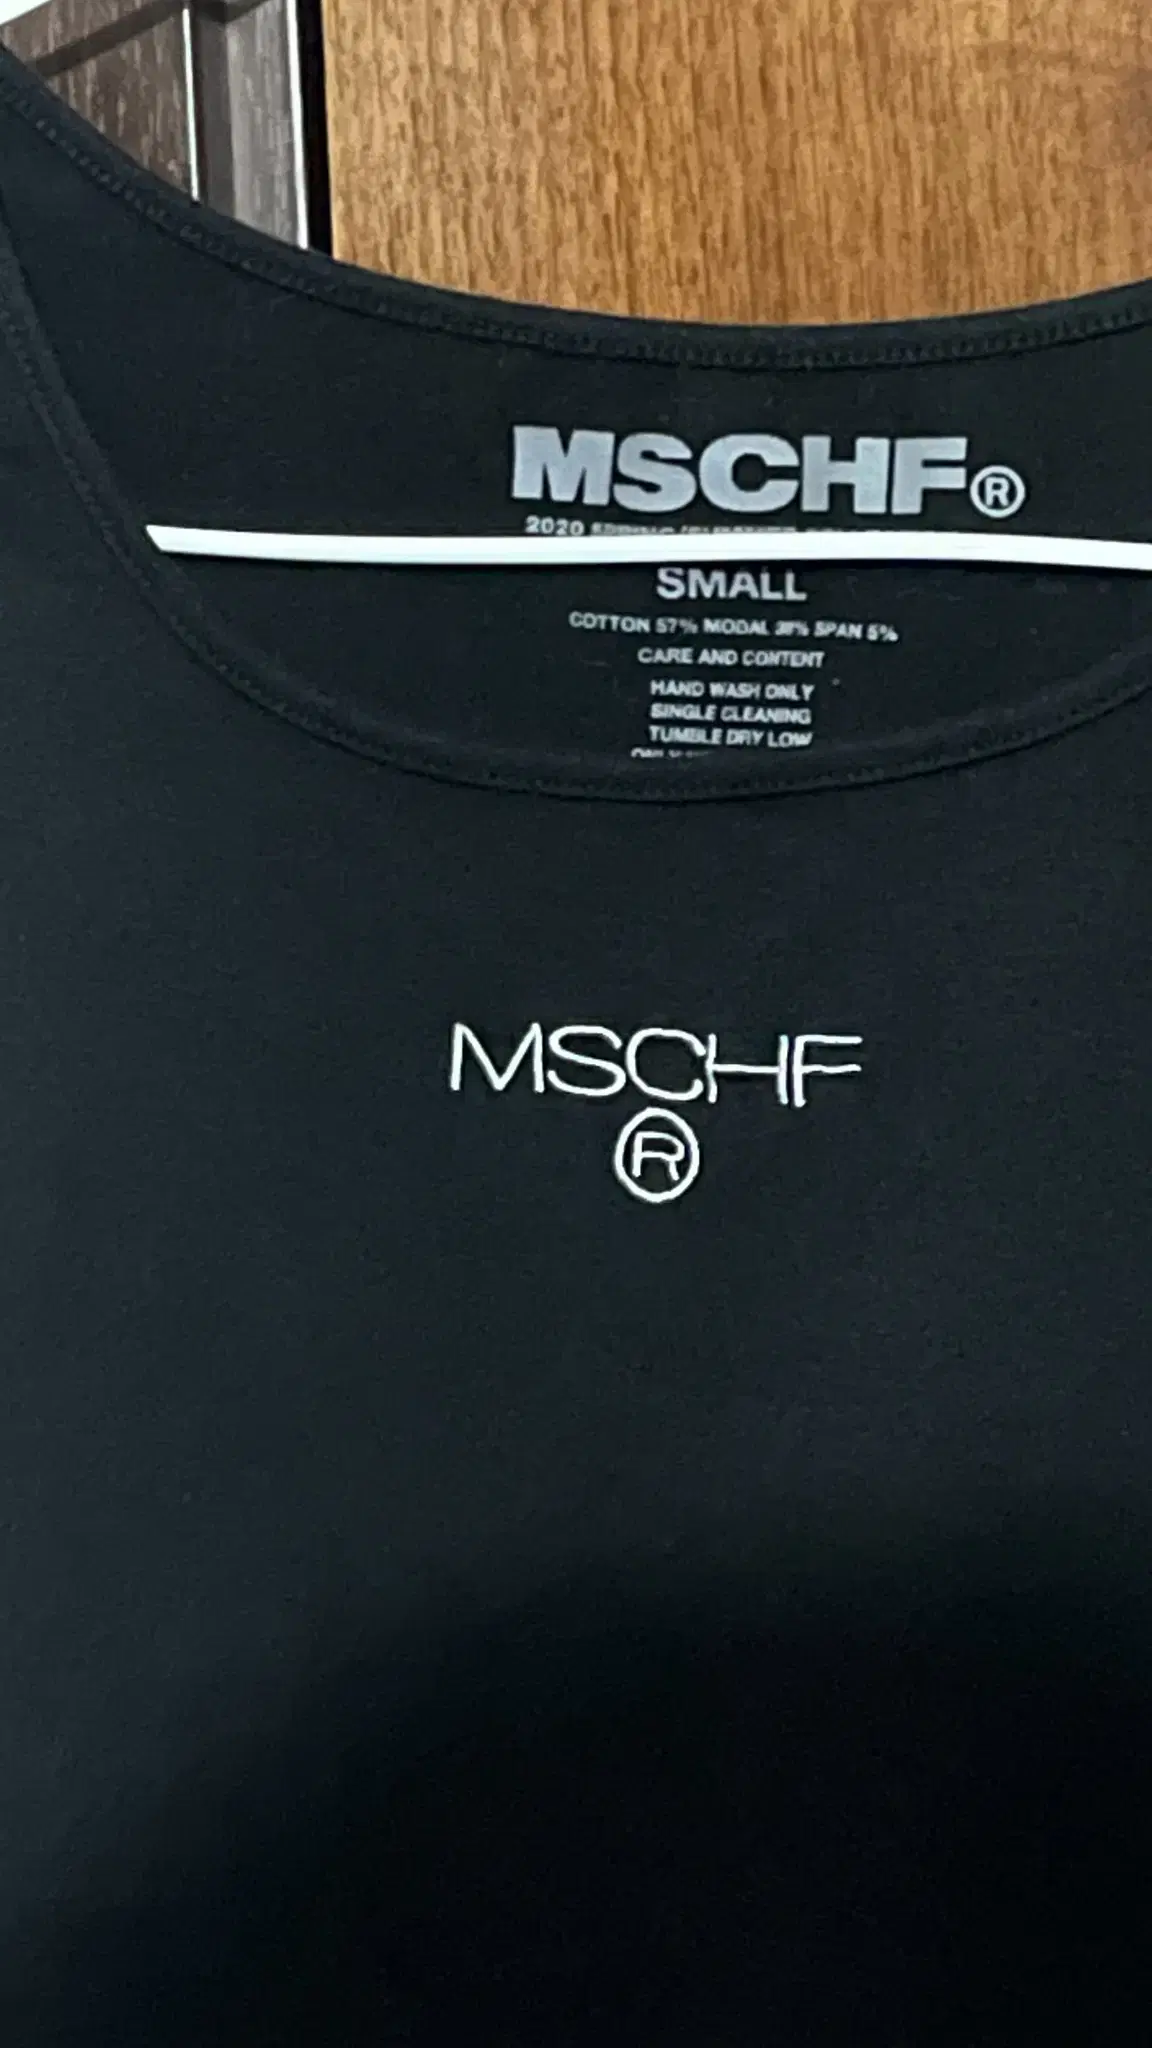 MSCHF®
2020
SMALL
COTTON 57% MODAL 38% SPAN 5%
CARE AND CONTENT
HAND WASH ONLY
SINGLE CLEANING
TUMBLE DRY LOW
MSCHF
®